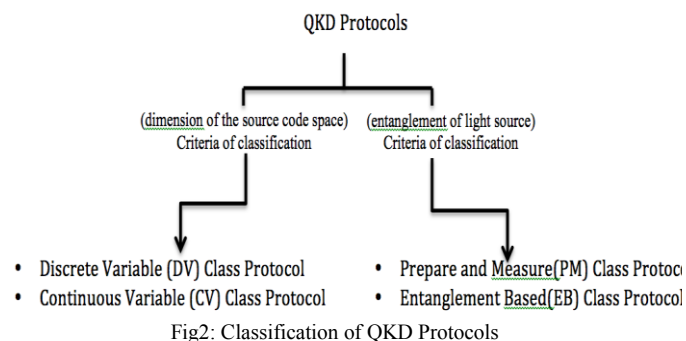 QKD Protocols
(dimension of the source code space)
Criteria of classification
(entanglement of light source)
Criteria of classification
• Discrete Variable (DV) Class Protocol
• Continuous Variable (CV) Class Protocol
• Prepare and Measure(PM) Class Protoc
• Entanglement Based(EB) Class Protocol
Fig2: Classification of QKD Protocols